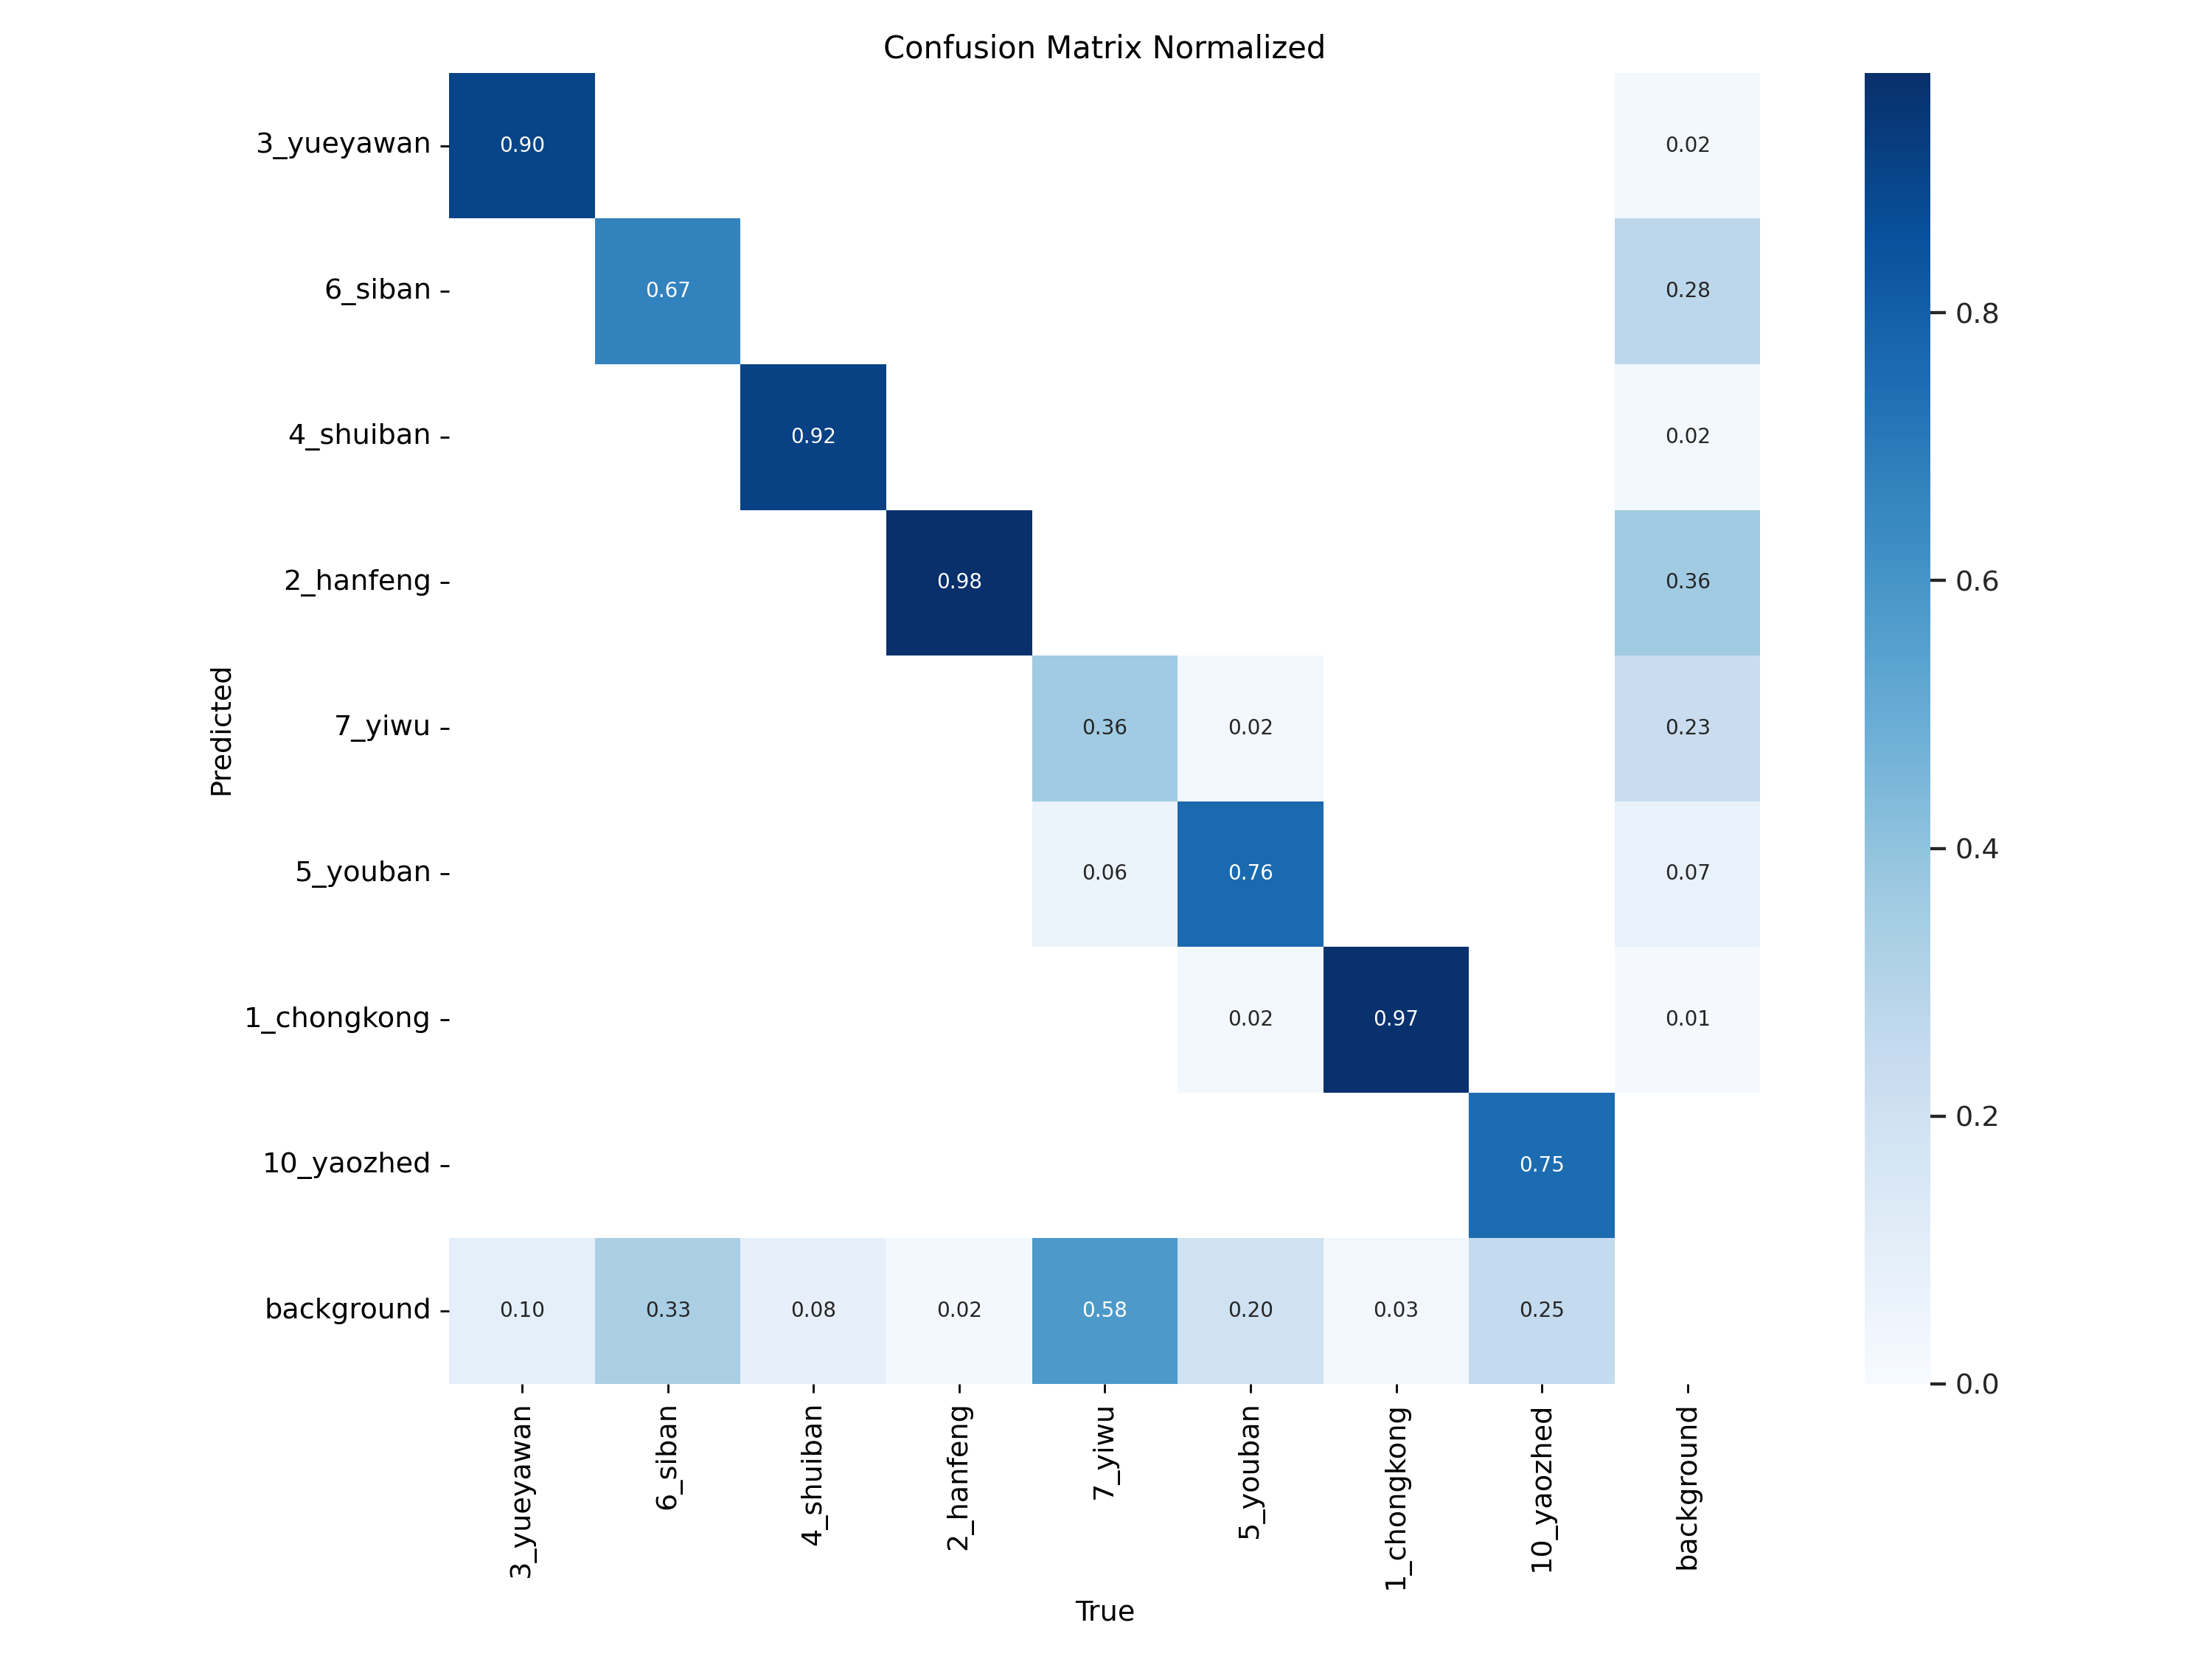 Confusion Matrix Normalized
3_yueyawan 0.90 0.02
6_siban 0.67 0.28
4_shuiban 0.92 0.02
2_hanfeng 0.98 0.36
7_yiwu 0.36 0.02 0.23
5_youban 0.06 0.76 0.07
1_chongkong 0.02 0.97 0.01
10_yaozhed 0.75
background 0.10 0.33 0.08 0.02 0.58 0.20 0.03 0.25
Predicted
3_yueyawan
6_siban
4_shuiban
2_hanfeng
7_yiwu
5_youban
1_chongkong
10_yaozhed
background
True
0.8
0.6
0.4
0.2
0.0